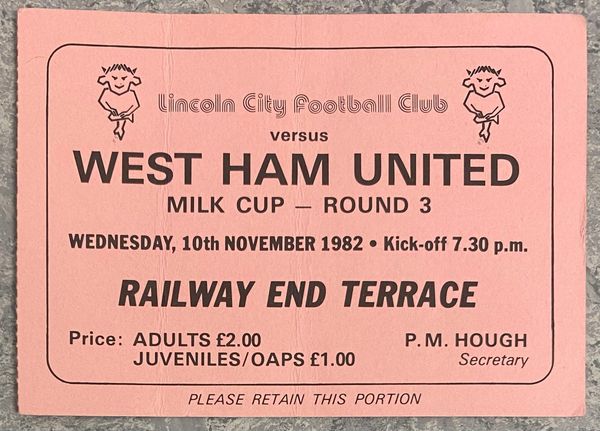 Lincoln City Football Club
versus
WEST HAM UNITED
MILK CUP — ROUND 3
WEDNESDAY, 10th NOVEMBER 1982 • Kick-off 7.30 p.m.
RAILWAY END TERRACE
Price: ADULTS £2.00 P.M. HOUGH
JUVENILES/OAPS £1.00 Secretary
PLEASE RETAIN THIS PORTION